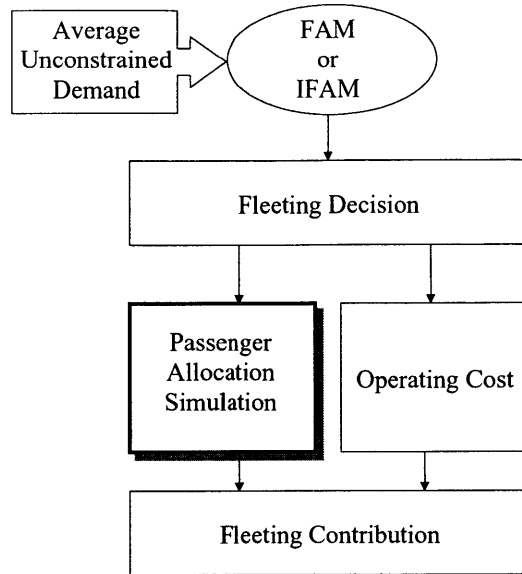 Average
Unconstrained
Demand
FAM
or
IFAM
Fleeting Decision
Passenger
Allocation
Simulation
Operating Cost
Fleeting Contribution